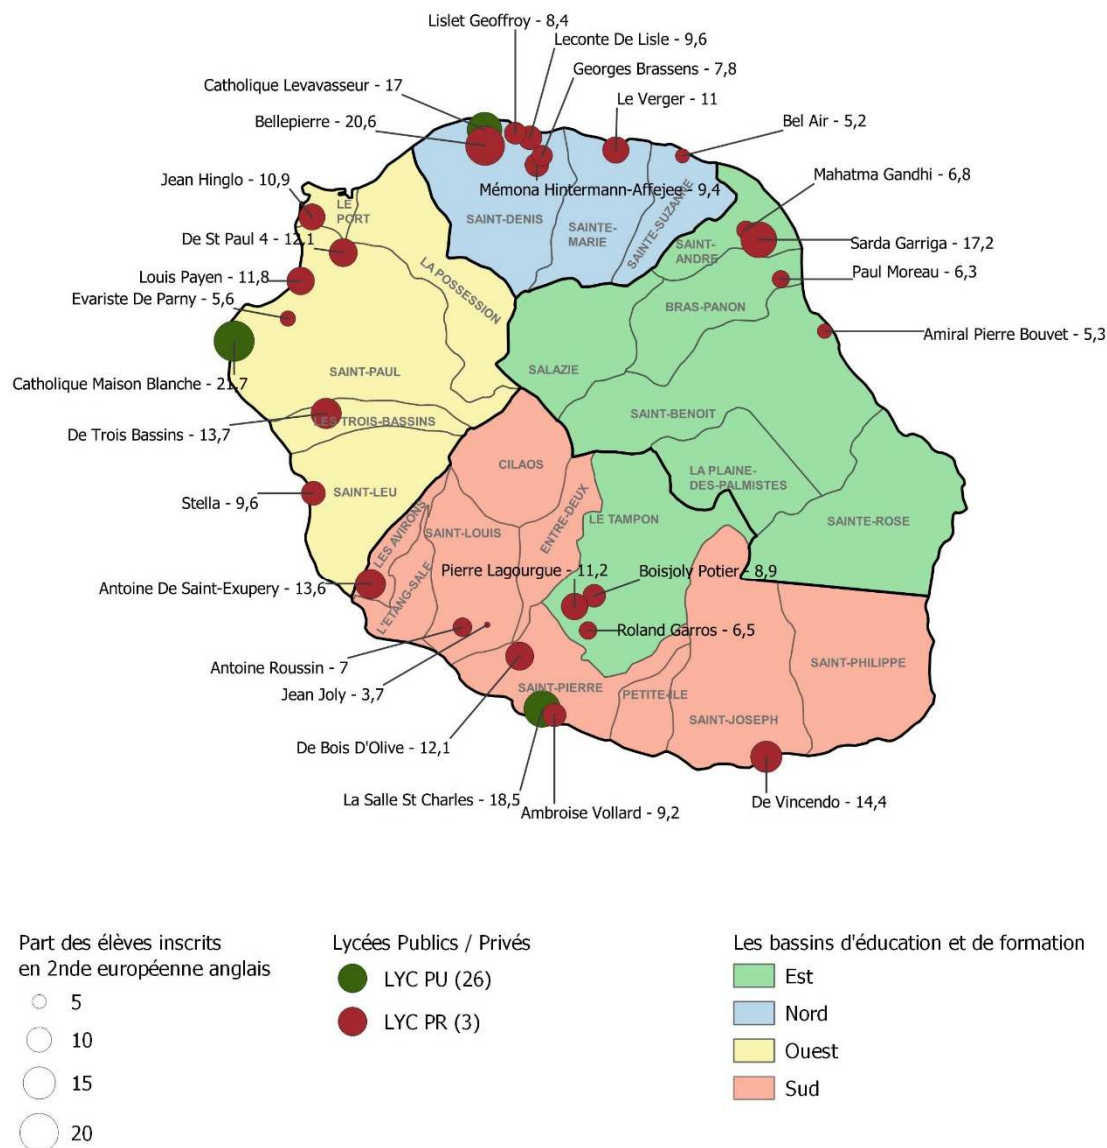 Lislet Geoffroy - 8,4
Leconte De Lisle - 9,6
Georges Brassens - 7,8
Catholique Levavasseur - 17
Le Verger - 11
Bellepierre - 20,6
Bel Air - 5,2
Mahatma Gandhi - 6,8
Jean Hinglo - 10,9
Mémona Hintermann-Affejee - 9,4
LE
PORT
SAINT-DENIS
SAINTE-
MARIE
SAINTE-SUZANNE
De St Paul 4 - 12,1
SAINT-
ANDRE
Sarda Garriga - 17,2
Louis Payen - 11,8
LA POSSESSION
Paul Moreau - 6,3
Evariste De Parny - 5,6
BRAS-PANON
Amiral Pierre Bouvet - 5,3
Catholique Maison Blanche - 21,7
SAINT-PAUL
SALAZIE
De Trois Bassins - 13,7
LES TROIS-BASSINS
SAINT-BENOIT
CILAOS
LA PLAINE-
DES-PALMISTES
Stella - 9,6
SAINT-LEU
ENTRE-DEUX
LE TAMPON
SAINTE-ROSE
LES AVIRONS
SAINT-LOUIS
Antoine De Saint-Exupery - 13,6
L'ETANG-SALE
Pierre Lagourgue - 11,2
Boisjoly Potier - 8,9
Roland Garros - 6,5
Antoine Roussin - 7
Jean Joly - 3,7
SAINT-PHILIPPE
SAINT-PIERRE
PETITE-ILE
SAINT-JOSEPH
De Bois D'Olive - 12,1
La Salle St Charles - 18,5
Ambroise Vollard - 9,2
De Vincendo - 14,4
Part des élèves inscrits
en 2nde européenne anglais
5
10
15
20
Lycées Publics / Privés
LYC PU (26)
LYC PR (3)
Les bassins d'éducation et de formation
Est
Nord
Ouest
Sud